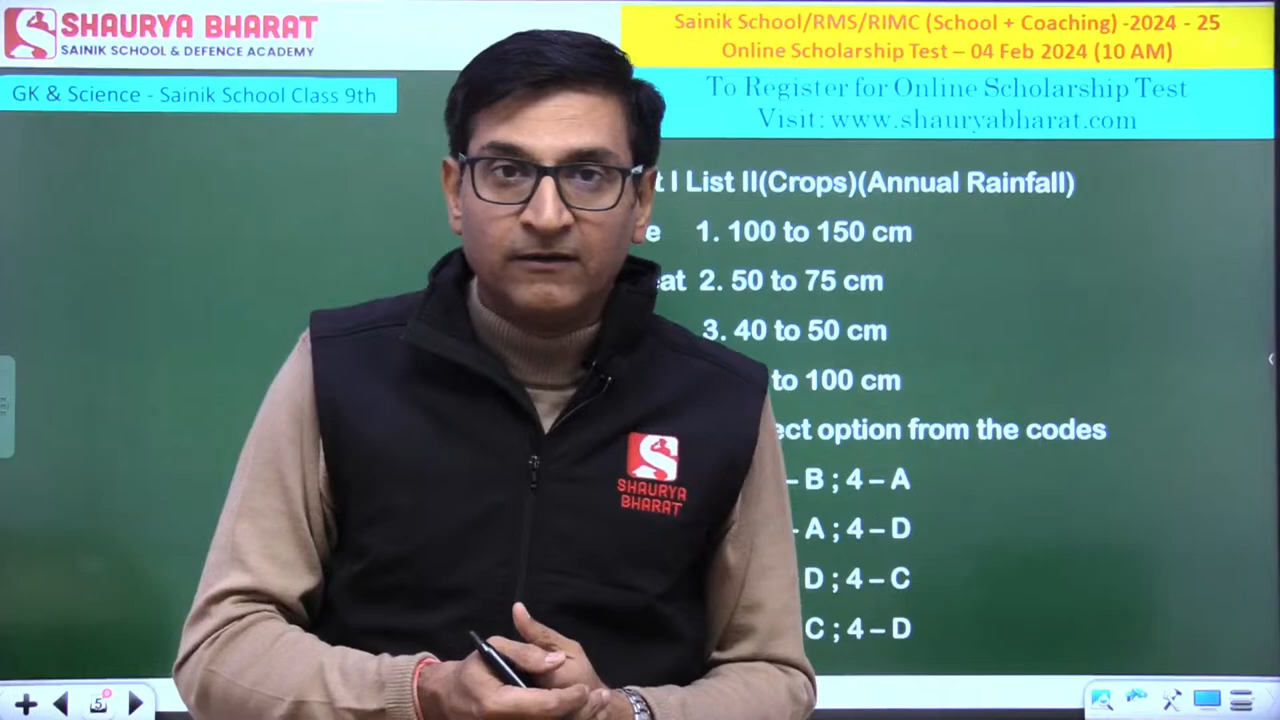 SHAURYA BHARAT
SAINIK SCHOOL & DEFENCE ACADEMY
Sainik School/RMS/RIMC (School + Coaching) -2024 - 25
Online Scholarship Test – 04 Feb 2024 (10 AM)
GK & Science - Sainik School Class 9th
To Register for Online Scholarship Test
Visit: www.shauryabharat.com
I List II(Crops)(Annual Rainfall)
1. 100 to 150 cm
2. 50 to 75 cm
3. 40 to 50 cm
to 100 cm
option from the codes
– B ; 4 – A
- A ; 4 – D
D ; 4 – C
C ; 4 – D
SHAURYA
BHARAT
5